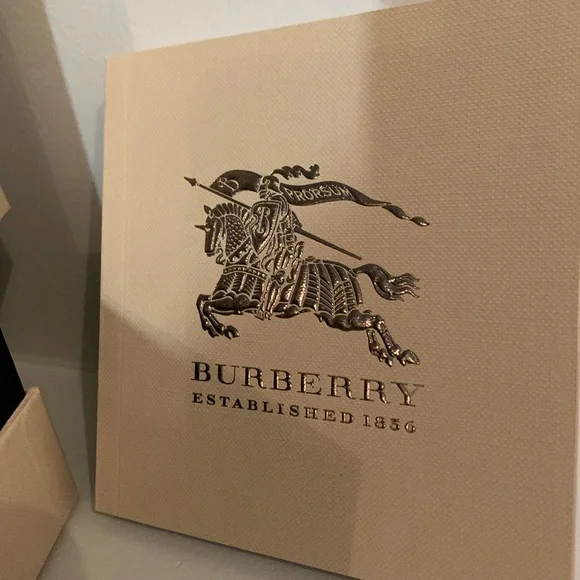 B
PRORSUM
B
BURBERRY
ESTABLISHED 1856